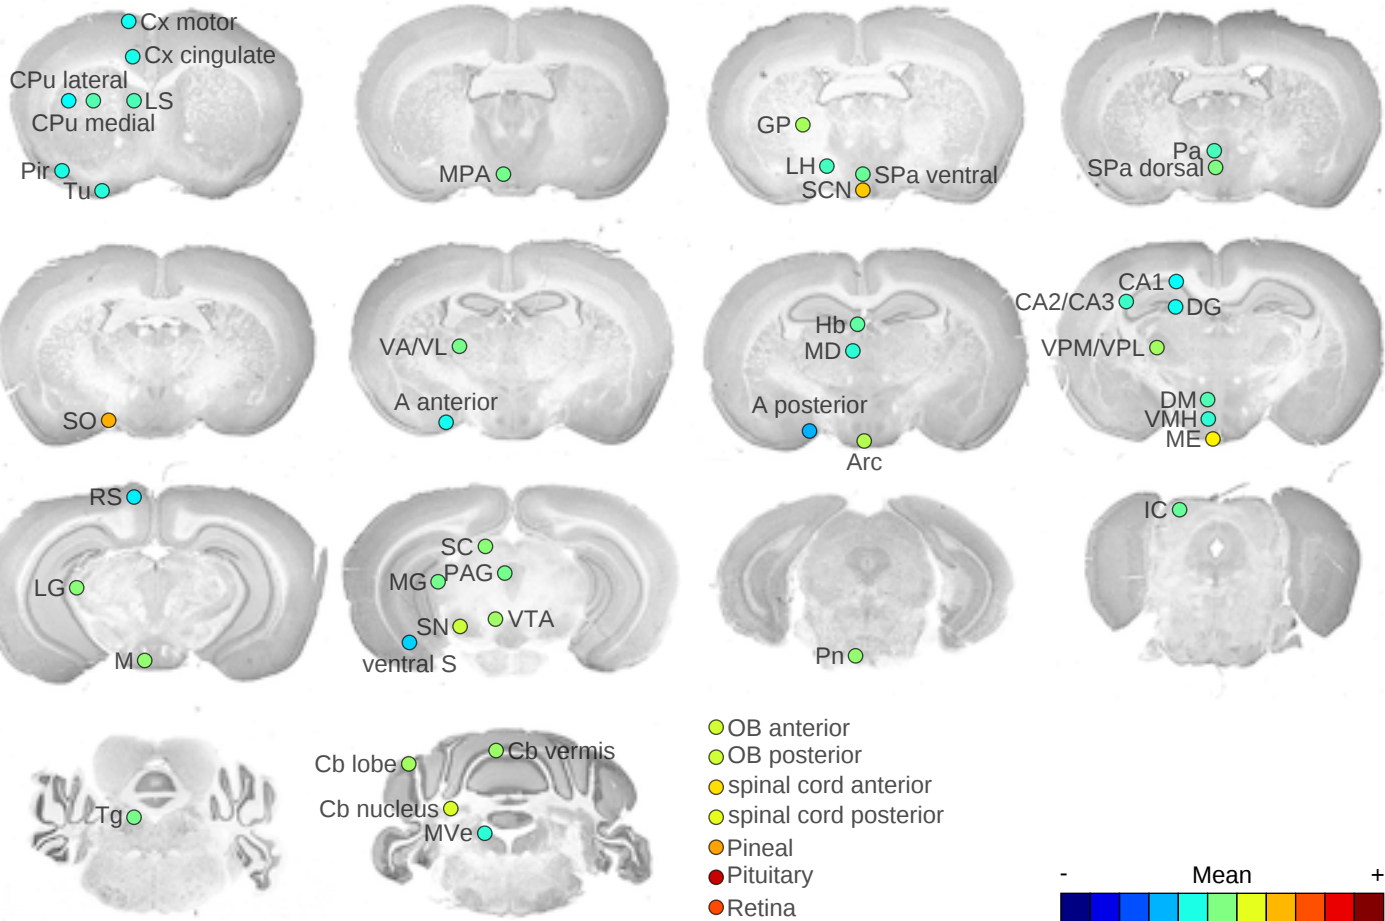 Cx motor
Cx cingulate
CPu lateral
LS
CPu medial
Pir
Tu
MPA
GP
LH
SPa ventral
SCN
Pa
SPa dorsal
SO
VA/VL
A anterior
Hb
MD
A posterior
Arc
CA1
CA2/CA3
DG
VPM/VPL
DM
VMH
ME
RS
LG
M
SC
MG
PAG
SN
VTA
ventral S
Pn
IC
Tg
Cb lobe
Cb vermis
Cb nucleus
MVe
OB anterior
OB posterior
spinal cord anterior
spinal cord posterior
Pineal
Pituitary
Retina
- Mean +